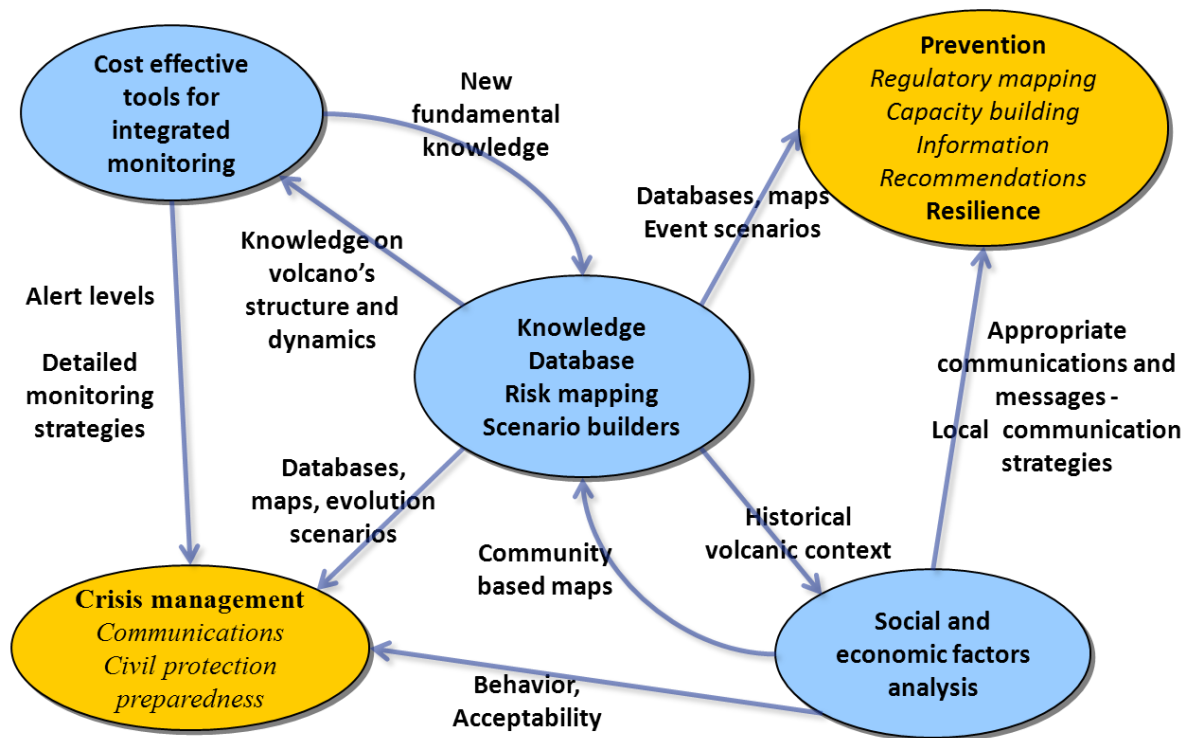 Cost effective
tools for
integrated
monitoring
New
fundamental
knowledge
Prevention
Regulatory mapping
Capacity building
Information
Recommendations
Resilience
Databases, maps
Event scenarios
Knowledge on
volcano's
structure and
dynamics
Alert levels
Detailed
monitoring
strategies
Knowledge
Database
Risk mapping
Scenario builders
Appropriate
communications and
messages -
Local communication
strategies
Databases,
maps, evolution
scenarios
Historical
volcanic context
Community
based maps
Crisis management
Communications
Civil protection
preparedness
Social and
economic factors
analysis
Behavior,
Acceptability